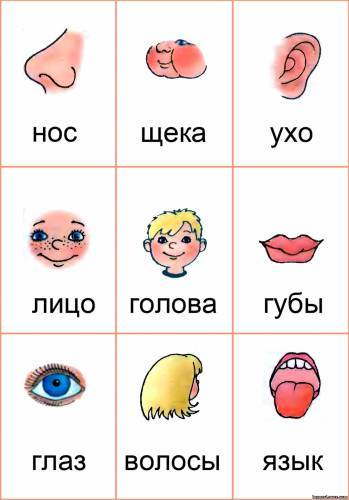 нос щека ухо
лицо голова губы
глаз волосы язык